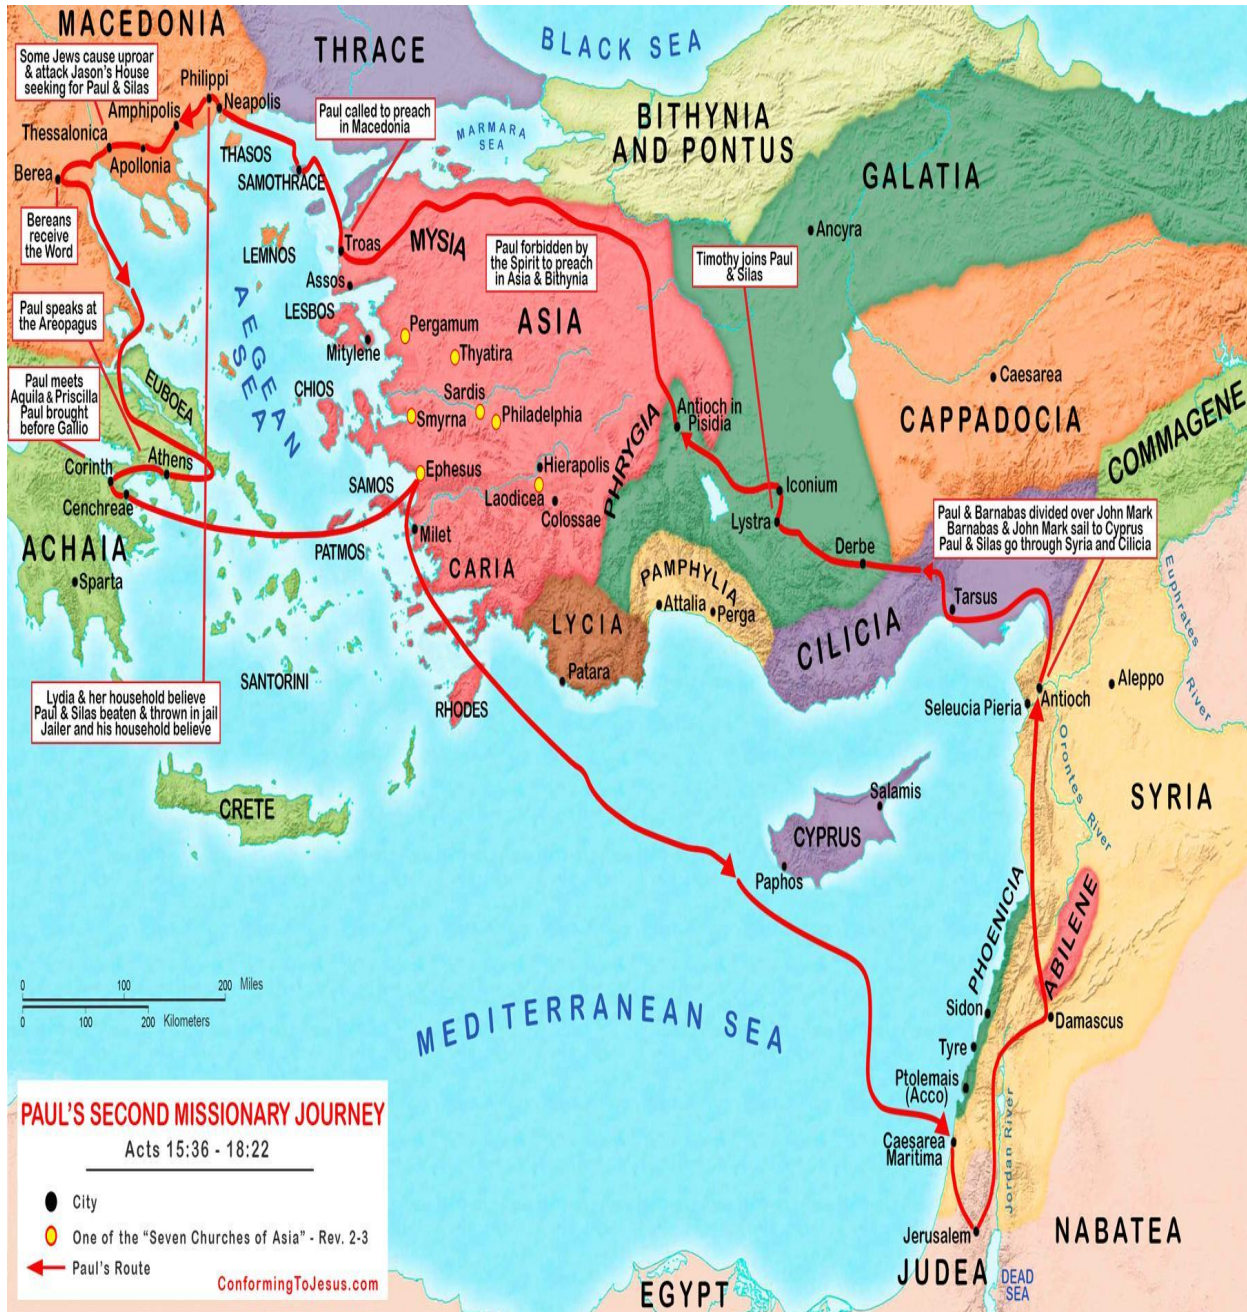 MACEDONIA
THRACE
BLACK SEA
Some Jews cause uproar
& attack Jason's House
seeking for Paul & Silas
Philippi
Neapolis
Amphipolis
Thessalonica
Apollonia
Berea
THASOS
SAMOTHRACE
Paul called to preach
in Macedonia
MARMARA
SEA
BITHYNIA
AND PONTUS
GALATIA
Ancyra
Bereans
receive
the Word
LEMNOS
Troas
MYSIA
Assos
Paul forbidden by
the Spirit to preach
in Asia & Bithynia
Timothy joins Paul
& Silas
Paul speaks at
the Areopagus
AEGEAN
SEA
LESBOS
Mitylene
Pergamum
ASIA
Thyatira
Paul meets
Aquila & Priscilla
Paul brought
before Gallio
EUBOEA
CHIOS
Sardis
Smyrna
Philadelphia
PHRYGIA
Antioch in
Pisidia
Caesarea
CAPPADOCIA
COMMAGENE
Corinth
Athens
Cenchreae
SAMOS
Ephesus
Hierapolis
Laodicea
Colossae
Iconium
Lystra
Derbe
Paul & Barnabas divided over John Mark
Barnabas & John Mark sail to Cyprus
Paul & Silas go through Syria and Cilicia
ACHAIA
Sparta
PATMOS
Milet
CARIA
PAMPHYLIA
Attalia
Perga
LYCIA
Patara
CILICIA
Tarsus
Euphrates
River
SANTORINI
RHODES
Seleucia Pieria
Antioch
Aleppo
Lydia & her household believe
Paul & Silas beaten & thrown in jail
Jailer and his household believe
Orontes River
SYRIA
CRETE
Salamis
CYPRUS
Paphos
PHOENICIA
ABILENE
0 100 200 Miles
0 100 200 Kilometers
MEDITERRANEAN SEA
Sidon
Damascus
Tyre
Ptolemais
(Acco)
Caesarea
Maritima
Jordan River
Jerusalem
JUDEA
DEAD
SEA
NABATEA
EGYPT
PAUL'S SECOND MISSIONARY JOURNEY
Acts 15:36 - 18:22
City
One of the "Seven Churches of Asia" - Rev. 2-3
Paul's Route
ConformingToJesus.com